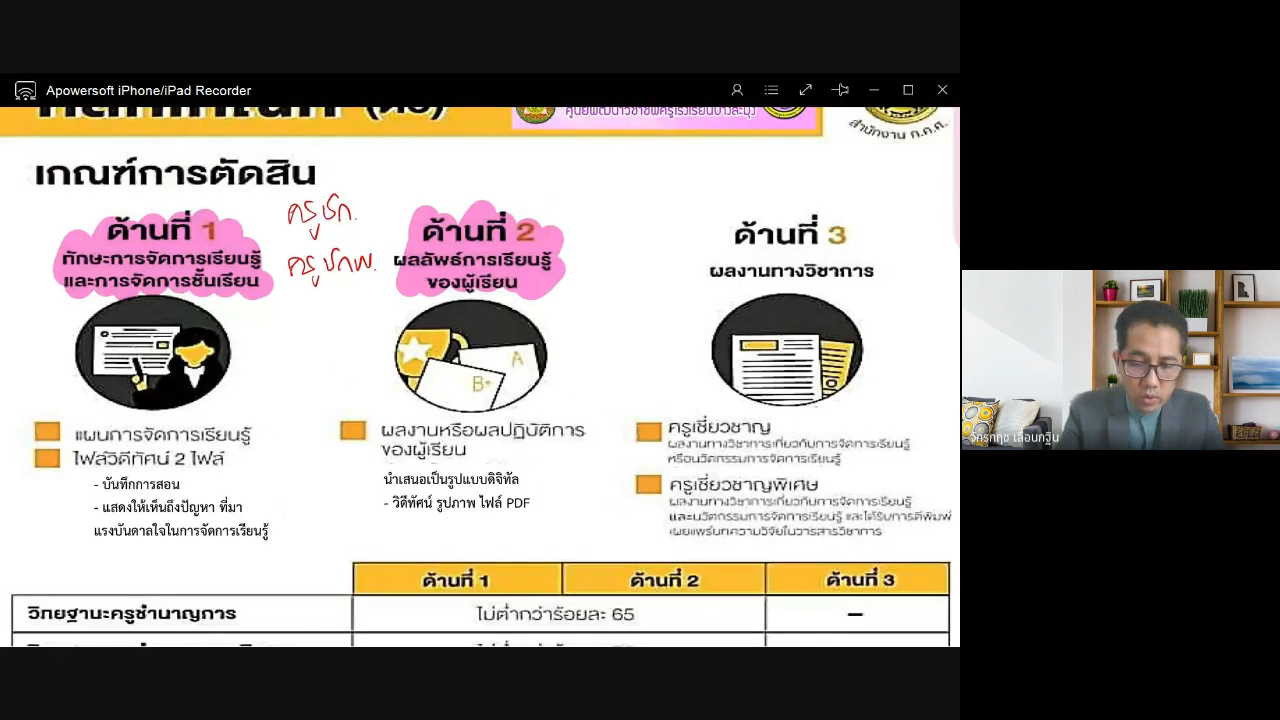 Apowersoft iPhone/iPad Recorder
(ต่อ)
ศูนย์พัฒนาวิชาชีพครูโรงเรียนบางละมุง
สำนักงาน ก.ค.ศ.
เกณฑ์การตัดสิน
ด้านที่ 1
ทักษะการจัดการเรียนรู้
และการจัดการชั้นเรียน
ครูชก.
ครูชกพ.
ด้านที่ 2
ผลลัพธ์การเรียนรู้
ของผู้เรียน
ด้านที่ 3
ผลงานทางวิชาการ
A
B+
แผนการจัดการเรียนรู้
ไฟล์วิดีทัศน์ 2 ไฟล์
- บันทึกการสอน
- แสดงให้เห็นถึงปัญหา ที่มา
แรงบันดาลใจในการจัดการเรียนรู้
ผลงานหรือผลปฏิบัติการ
ของผู้เรียน
นำเสนอเป็นรูปแบบดิจิทัล
- วิดีทัศน์ รูปภาพ ไฟล์ PDF
ครูเชี่ยวชาญ
ผลงานทางวิชาการเกี่ยวกับการจัดการเรียนรู้
หรือนวัตกรรมการจัดการเรียนรู้
ครูเชี่ยวชาญพิเศษ
ผลงานทางวิชาการเกี่ยวกับการจัดการเรียนรู้
และนวัตกรรมการจัดการเรียนรู้ และได้รับการตีพิมพ์
เผยแพร่บทความวิจัยในวารสารวิชาการ
ด้านที่ 1 ด้านที่ 2 ด้านที่ 3
วิทยฐานะครูชำนาญการ ไม่ต่ำกว่าร้อยละ 65 –
จักรกฤช เลื่อนกฐิน